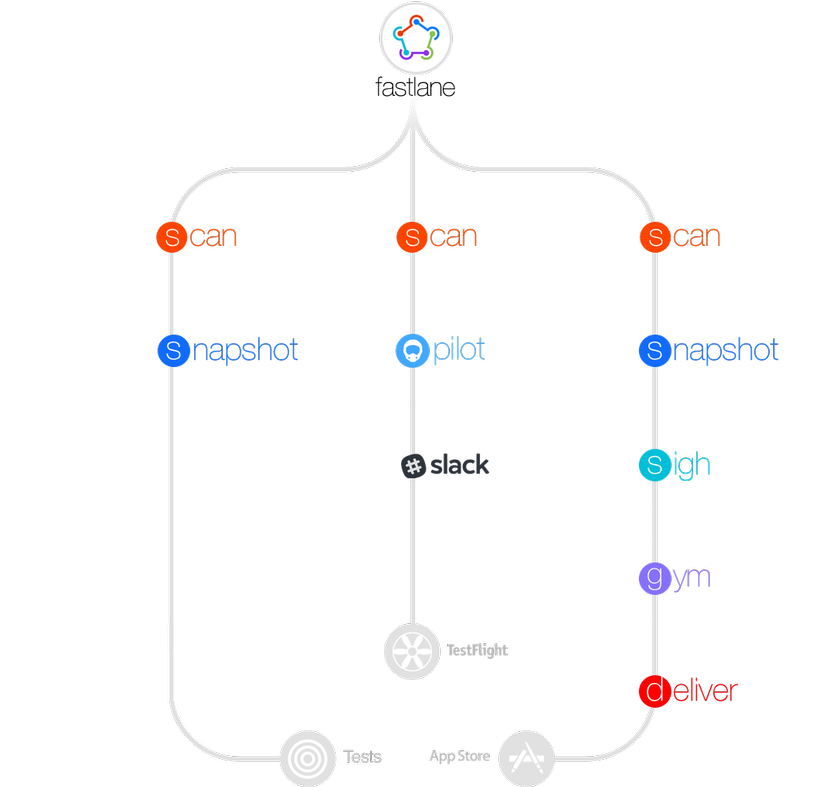 fastlane
scan scan scan
snapshot pilot snapshot
slack sigh
gym
TestFlight
deliver
Tests App Store